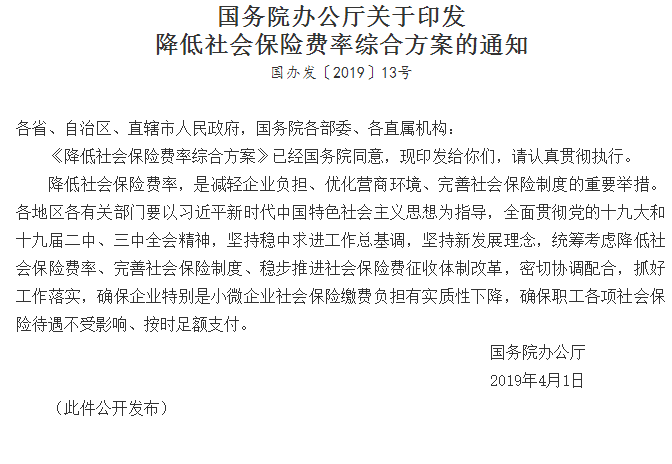 国务院办公厅关于印发
降低社会保险费率综合方案的通知
国办发〔2019〕13号
各省、自治区、直辖市人民政府，国务院各部委、各直属机构：
《降低社会保险费率综合方案》已经国务院同意，现印发给你们，请认真贯彻执行。
降低社会保险费率，是减轻企业负担、优化营商环境、完善社会保险制度的重要举措。
各地区各有关部门要以习近平新时代中国特色社会主义思想为指导，全面贯彻党的十九大和
十九届二中、三中全会精神，坚持稳中求进工作总基调，坚持新发展理念，统筹考虑降低社
会保险费率、完善社会保险制度、稳步推进社会保险费征收体制改革，密切协调配合，抓好
工作落实，确保企业特别是小微企业社会保险缴费负担有实质性下降，确保职工各项社会保
险待遇不受影响、按时足额支付。
国务院办公厅
2019年4月1日
（此件公开发布）